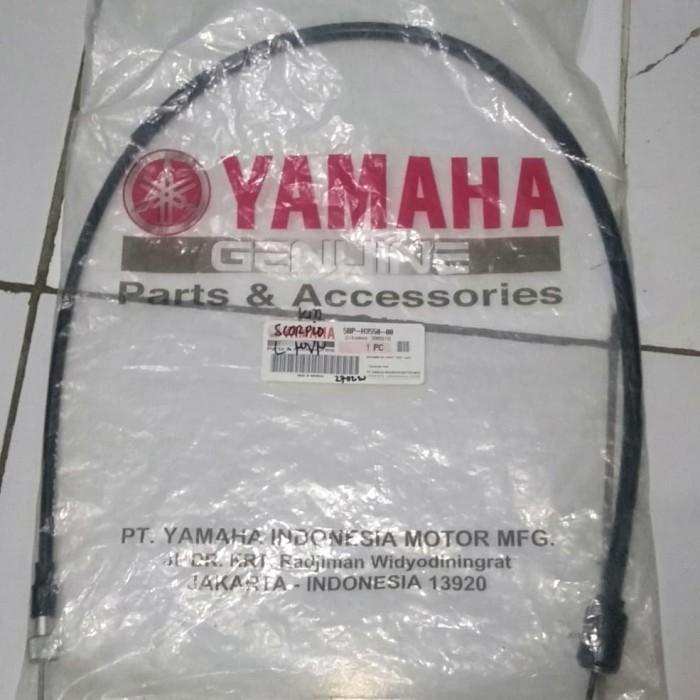 YAMAHA
GENUINE
Parts & Accessories
SCORPIO
5BP-H3550-00
1 PC
PT. YAMAHA INDONESIA MOTOR MFG.
Jl. DR. KRT. Radjiman Widyodiningrat
JAKARTA - INDONESIA 13920